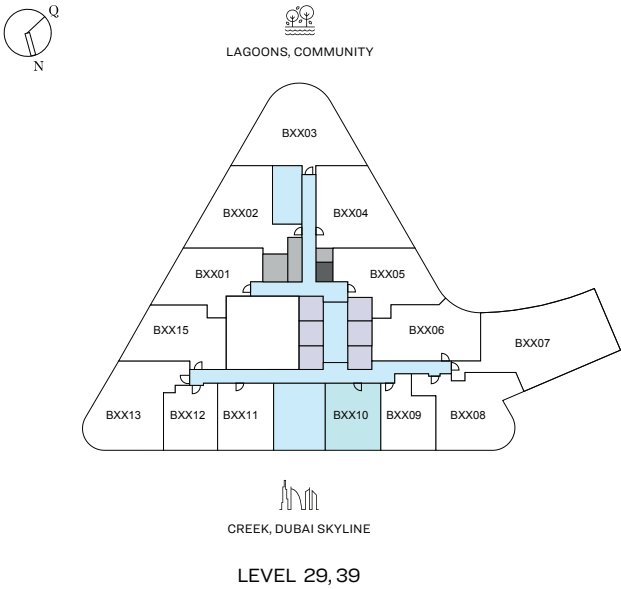 Q
N
LAGOONS, COMMUNITY
BXX03
BXX02
BXX04
BXX01
BXX05
BXX15
BXX06
BXX07
BXX13
BXX12
BXX11
BXX10
BXX09
BXX08
CREEK, DUBAI SKYLINE
LEVEL 29, 39